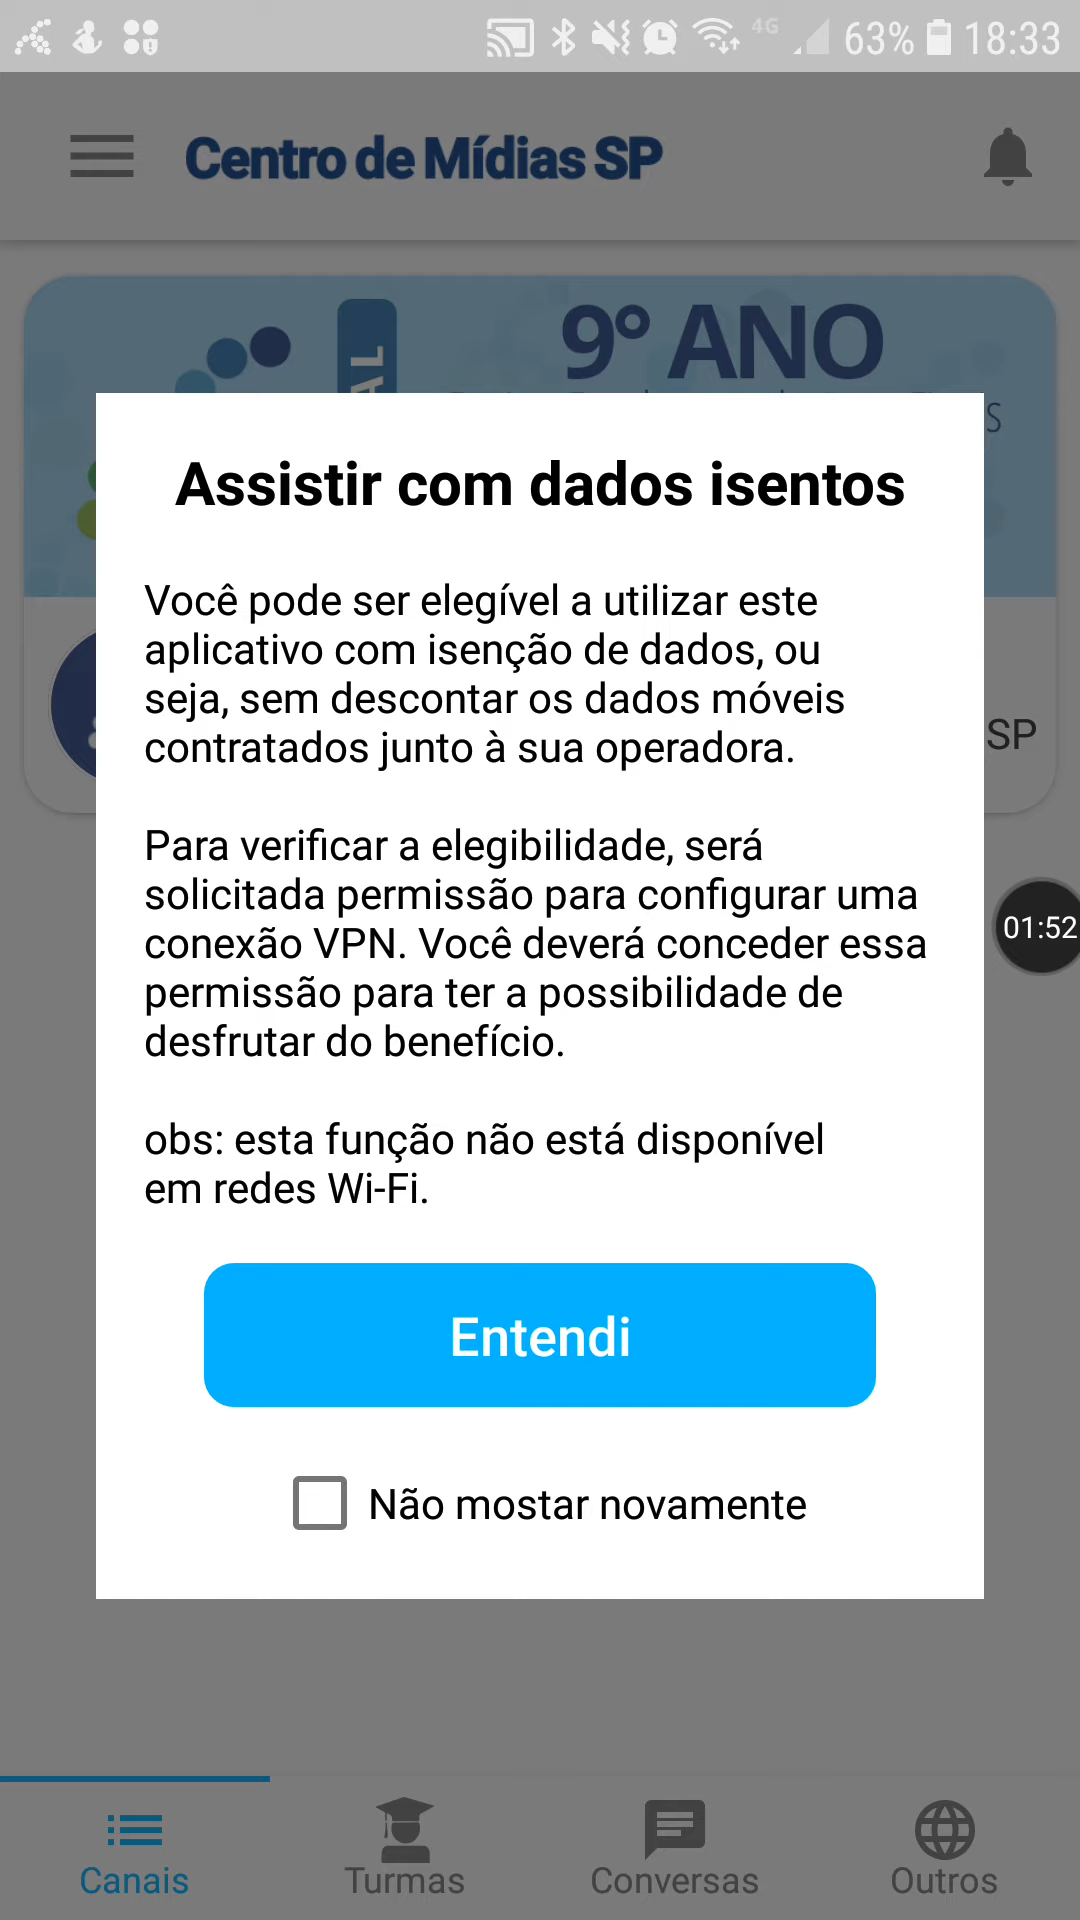 4G 63% 18:33
Centro de Mídias SP
9º ANO
AL
s
Assistir com dados isentos
Você pode ser elegível a utilizar este
aplicativo com isenção de dados, ou
seja, sem descontar os dados móveis
contratados junto à sua operadora.
SP
Para verificar a elegibilidade, será
solicitada permissão para configurar uma
conexão VPN. Você deverá conceder essa
permissão para ter a possibilidade de
desfrutar do benefício.
01:52
obs: esta função não está disponível
em redes Wi-Fi.
Entendi
Não mostar novamente
Canais Turmas Conversas Outros